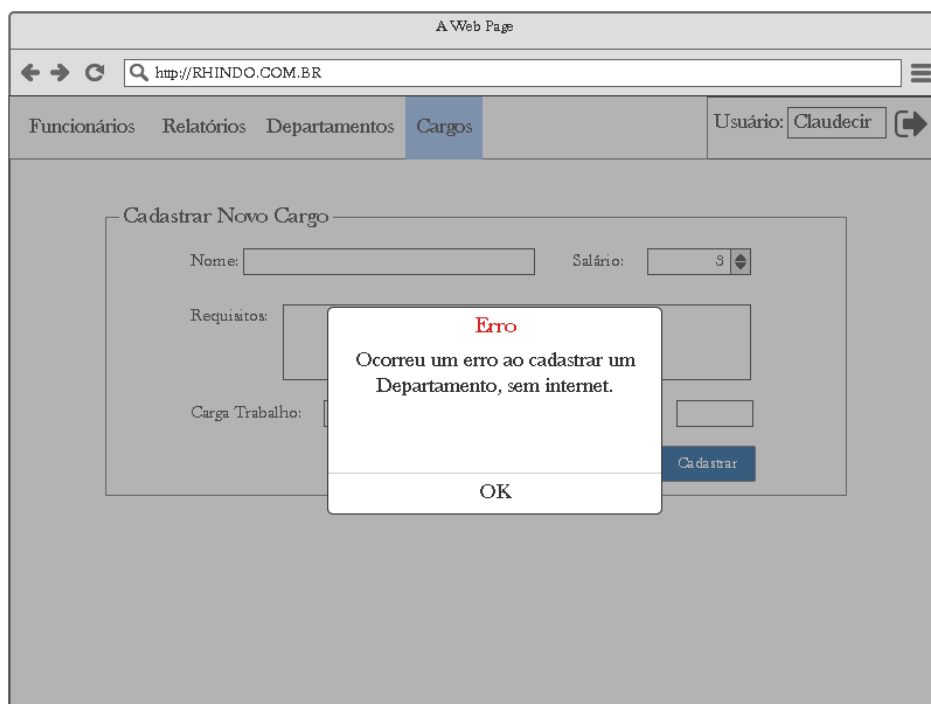 A Web Page
http://RHINDO.COM.BR
Funcionários Relatórios Departamentos Cargos Usuário: Claudecir
Cadastrar Novo Cargo
Nome: Salário: 3
Requisitos:
Erro
Ocorreu um erro ao cadastrar um
Departamento, sem internet.
Carga Trabalho:
Cadastrar
OK